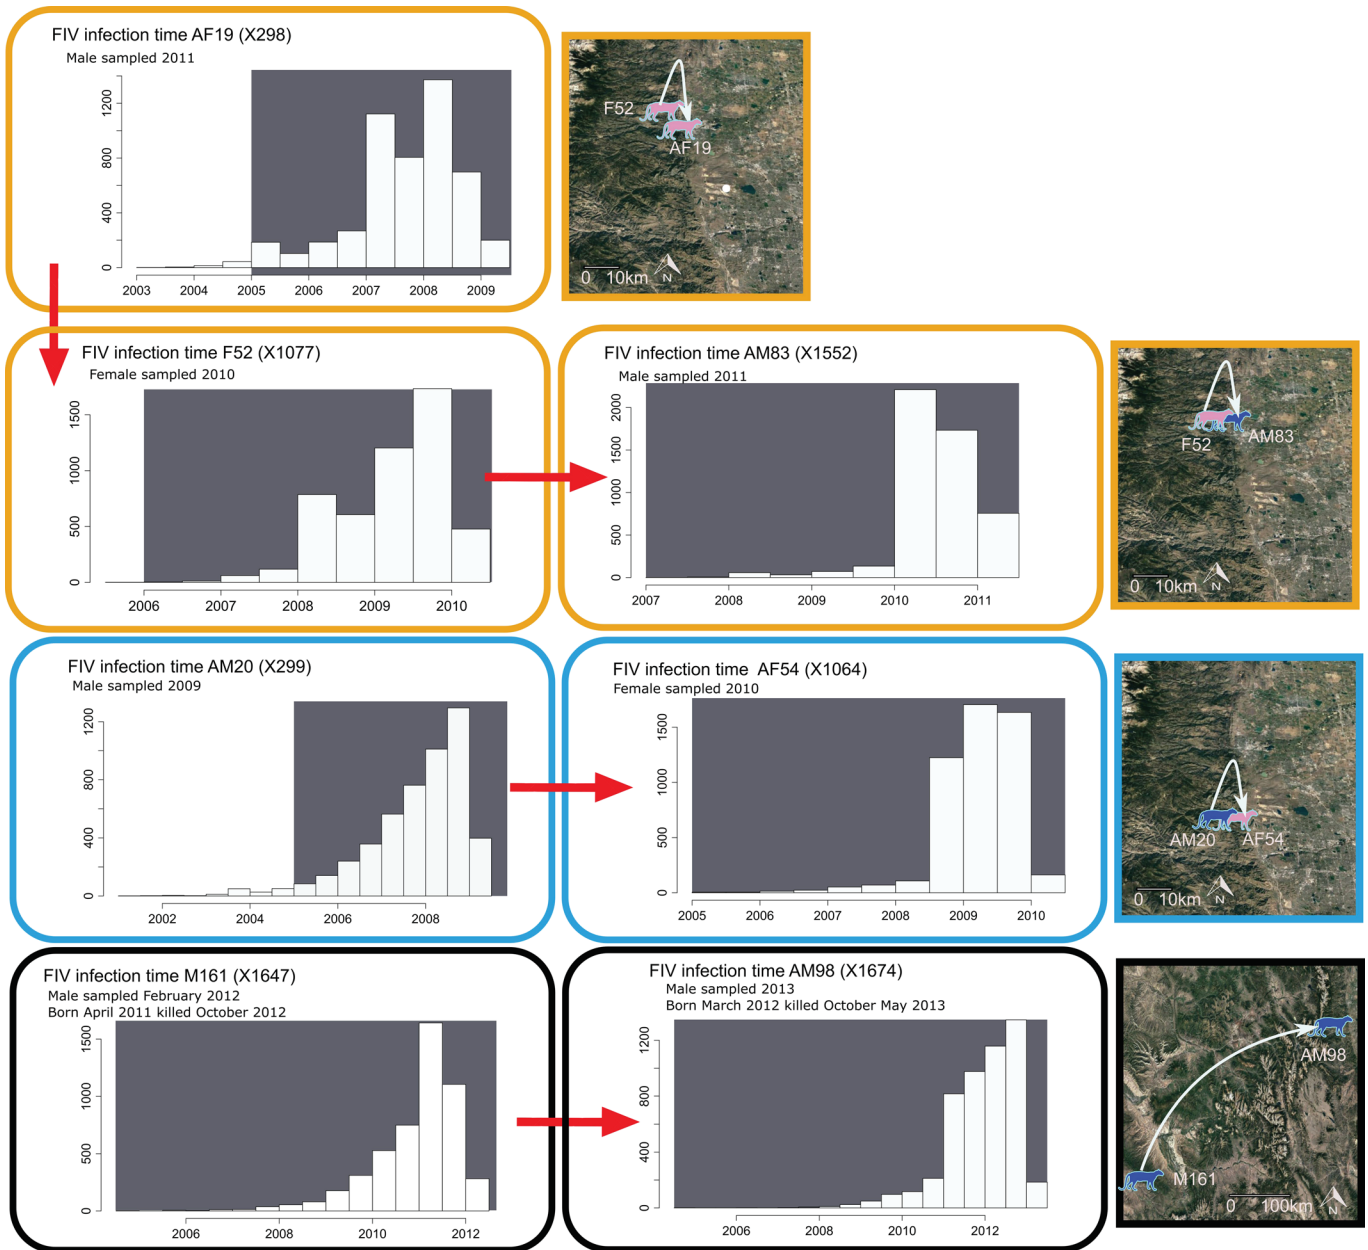 FIV infection time AF19 (X298)
Male sampled 2011
1200
800
400
0
2003 2004 2005 2006 2007 2008 2009
F52
AF19
0 10km N
FIV infection time F52 (X1077)
Female sampled 2010
1500
1000
500
0
2006 2007 2008 2009 2010
FIV infection time AM83 (X1552)
Male sampled 2011
2000
1500
1000
500
0
2007 2008 2009 2010 2011
F52 AM83
0 10km N
FIV infection time AM20 (X299)
Male sampled 2009
1200
800
400
0
2002 2004 2006 2008
FIV infection time AF54 (X1064)
Female sampled 2010
1500
1000
500
0
2005 2006 2007 2008 2009 2010
AM20 AF54
0 10km N
FIV infection time M161 (X1647)
Male sampled February 2012
Born April 2011 killed October 2012
1500
1000
500
0
2006 2008 2010 2012
FIV infection time AM98 (X1674)
Male sampled 2013
Born March 2012 killed October May 2013
1200
800
400
0
2006 2008 2010 2012
AM98
M161
0 100km N